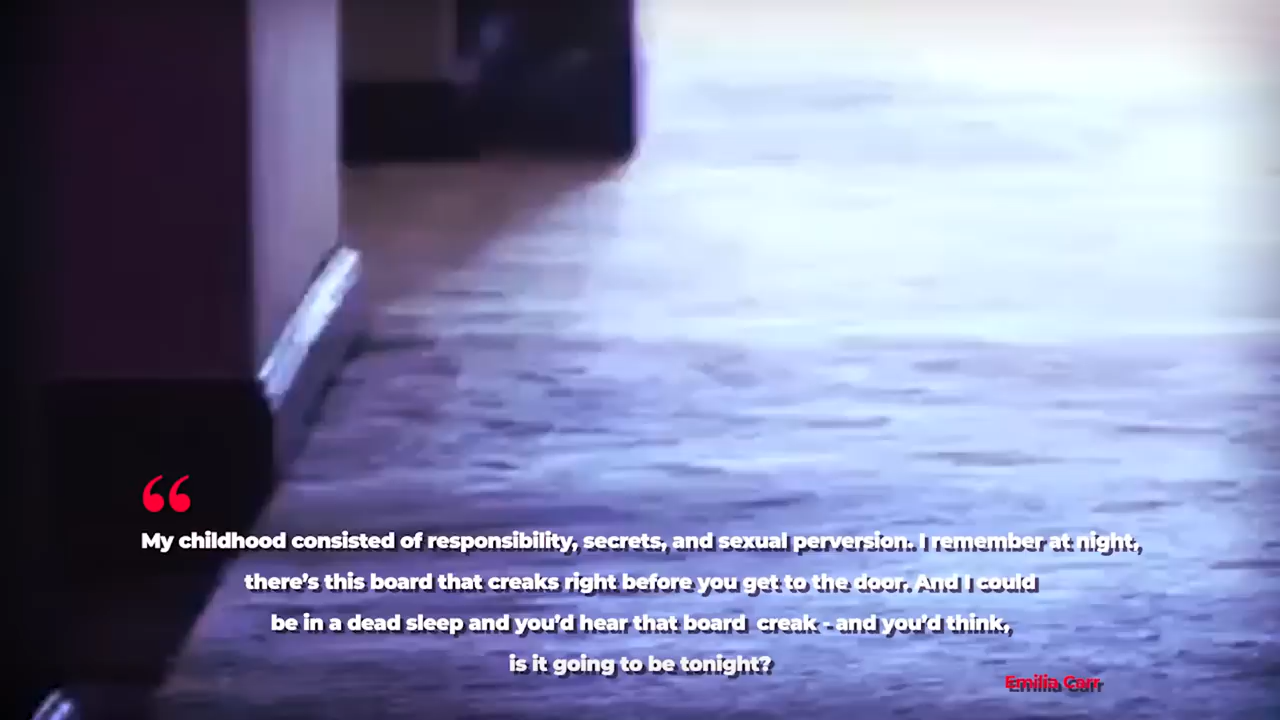 “
My childhood consisted of responsibility, secrets, and sexual perversion. I remember at night,
there's this board that creaks right before you get to the door. And I could
be in a dead sleep and you'd hear that board  creak - and you'd think,
is it going to be tonight?
Emilia Carr